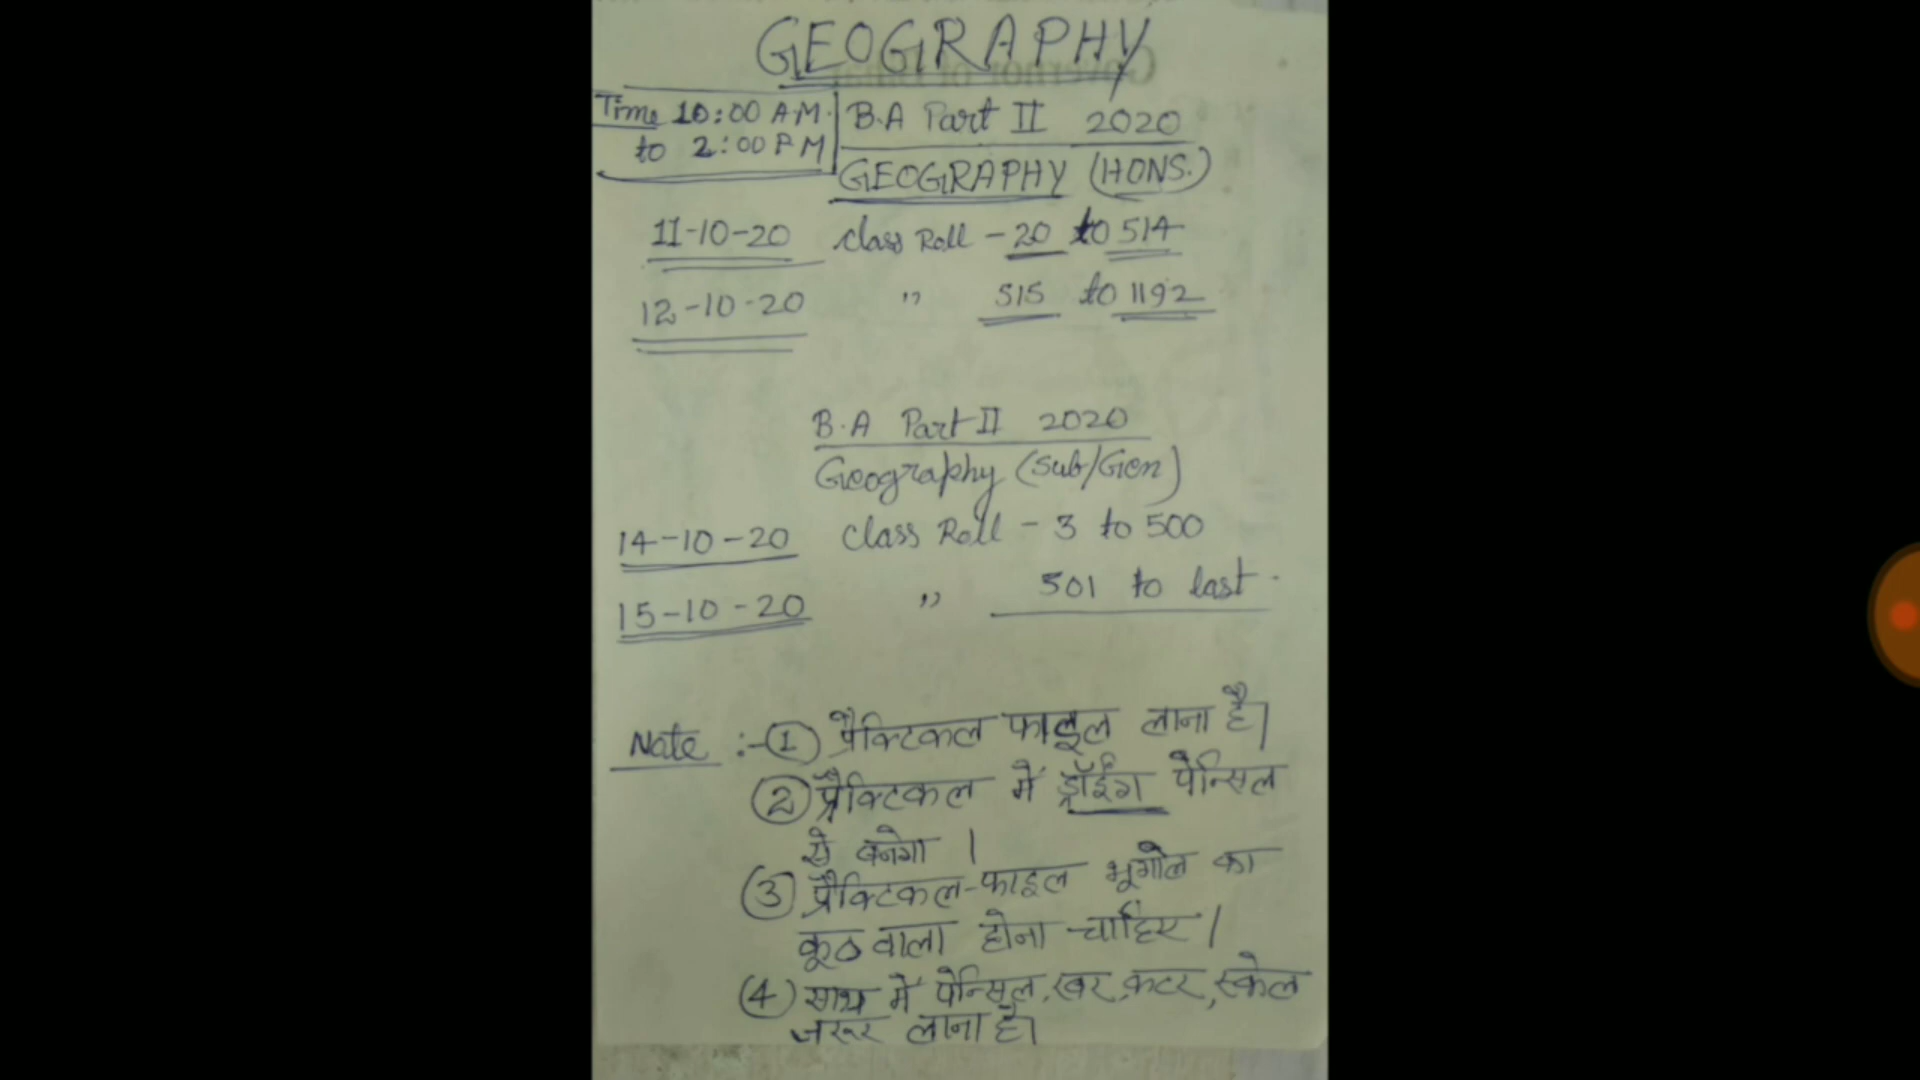 GEOGRAPHY
Time 10:00 A.M.
to 2:00 P M
B.A Part II 2020
GEOGRAPHY (HONS.)
11-10-20 class Roll - 20 to 514
12-10-20 " 515 to 1192
B.A Part II 2020
Geography (Sub/Gen)
14-10-20 Class Roll - 3 to 500
15-10-20 " 501 to last.
Note :- ① प्रैक्टिकल फाइल लाना है।
② प्रैक्टिकल में ड्रॉईंग पेन्सिल
से बनेगा ।
③ प्रैक्टिकल-फाइल भूगोल का
कूठ वाला होना चाहिए ।
④ साथ में पेन्सिल, रबर, कटर, स्केल
जरूर लाना है।